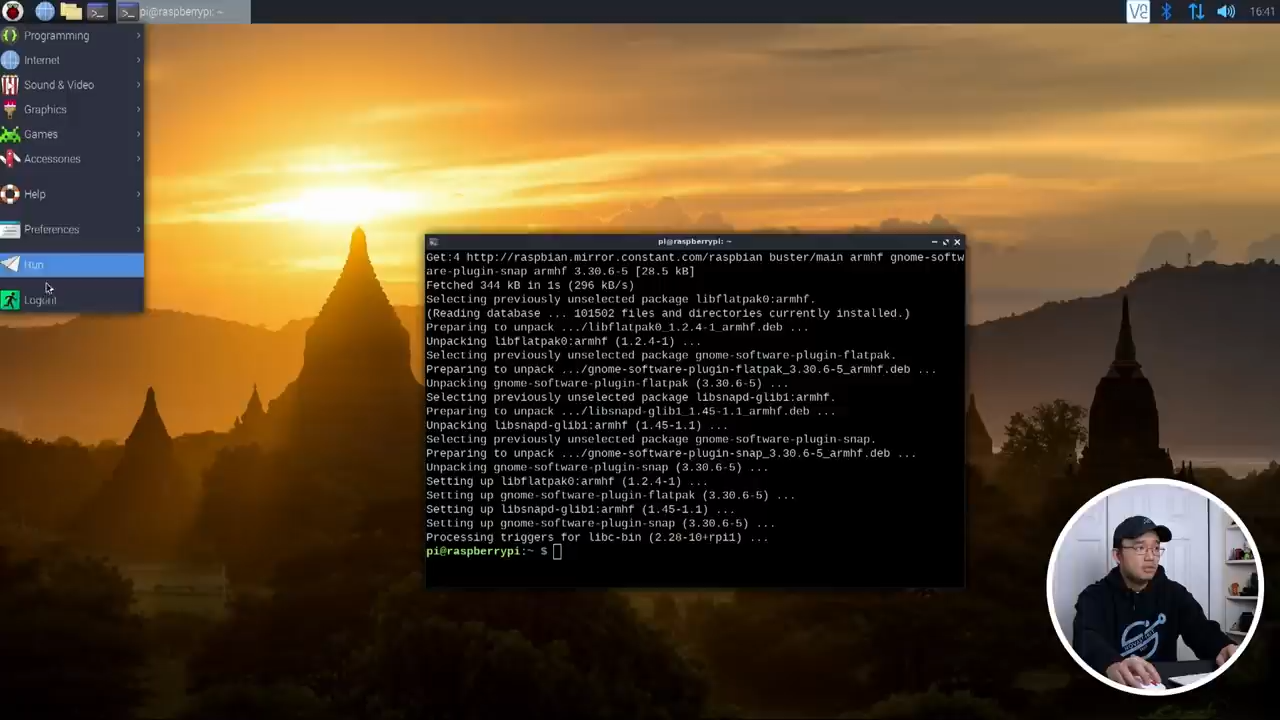 pi@raspberrypi: ~
16:41
Programming
Internet
Sound & Video
Graphics
Games
Accessories
Help
Preferences
Run
Logout
pi@raspberrypi: ~
Get:4 http://raspbian.mirror.constant.com/raspbian buster/main armhf gnome-softw
are-plugin-snap armhf 3.30.6-5 [28.5 kB]
Fetched 344 kB in 1s (296 kB/s)
Selecting previously unselected package libflatpak0:armhf.
(Reading database ... 101502 files and directories currently installed.)
Preparing to unpack .../libflatpak0_1.2.4-1_armhf.deb ...
Unpacking libflatpak0:armhf (1.2.4-1) ...
Selecting previously unselected package gnome-software-plugin-flatpak.
Preparing to unpack .../gnome-software-plugin-flatpak_3.30.6-5_armhf.deb ...
Unpacking gnome-software-plugin-flatpak (3.30.6-5) ...
Selecting previously unselected package libsnapd-glib1:armhf.
Preparing to unpack .../libsnapd-glib1_1.45-1.1_armhf.deb ...
Unpacking libsnapd-glib1:armhf (1.45-1.1) ...
Selecting previously unselected package gnome-software-plugin-snap.
Preparing to unpack .../gnome-software-plugin-snap_3.30.6-5_armhf.deb ...
Unpacking gnome-software-plugin-snap (3.30.6-5) ...
Setting up libflatpak0:armhf (1.2.4-1) ...
Setting up gnome-software-plugin-flatpak (3.30.6-5) ...
Setting up libsnapd-glib1:armhf (1.45-1.1) ...
Setting up gnome-software-plugin-snap (3.30.6-5) ...
Processing triggers for libc-bin (2.28-10+rpi1) ...
pi@raspberrypi:~ $